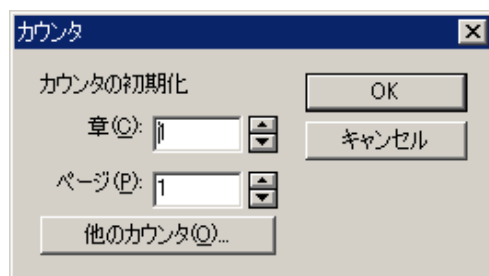 カウンタ
カウンタの初期化
章(C): 1
ページ(P): 1
他のカウンタ(O)...
OK
キャンセル